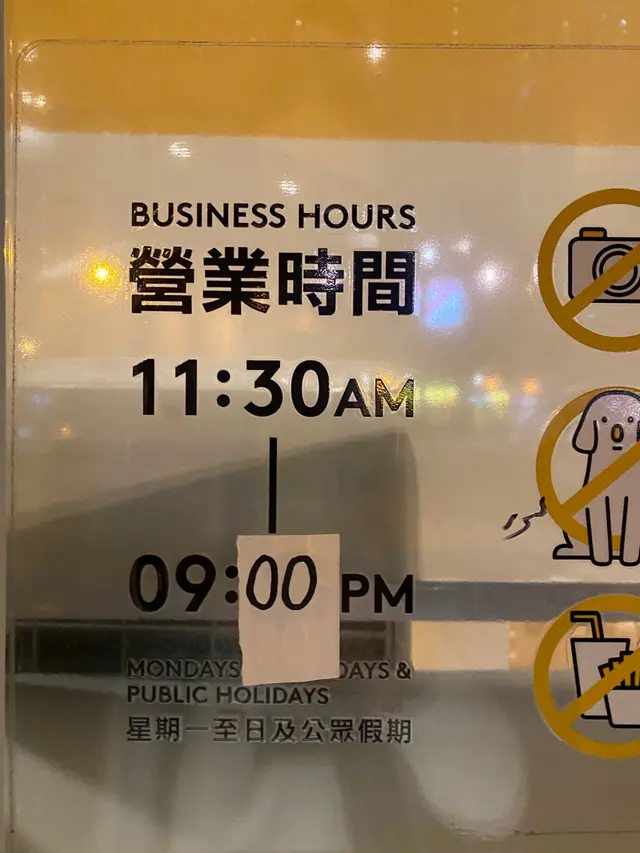 BUSINESS HOURS
營業時間
11:30AM
09:00 PM
MONDAYS DAYS &
PUBLIC HOLIDAYS
星期一至日及公眾假期